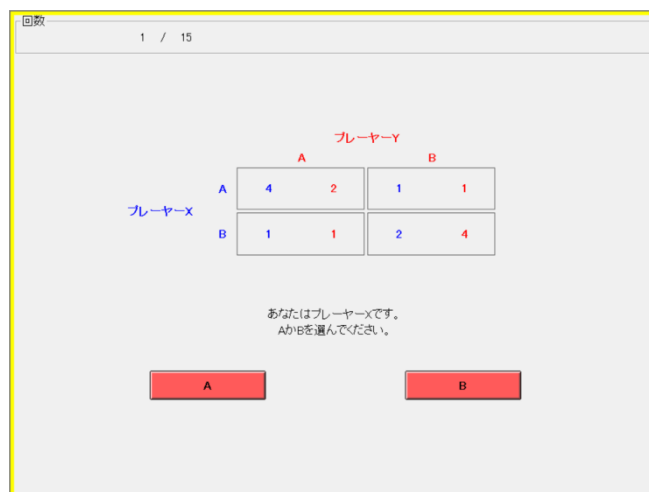 回数
1 / 15
プレーヤーY
A B
A 4 2 1 1
プレーヤーX
B 1 1 2 4
あなたはプレーヤーXです。
AかBを選んでください。
A B